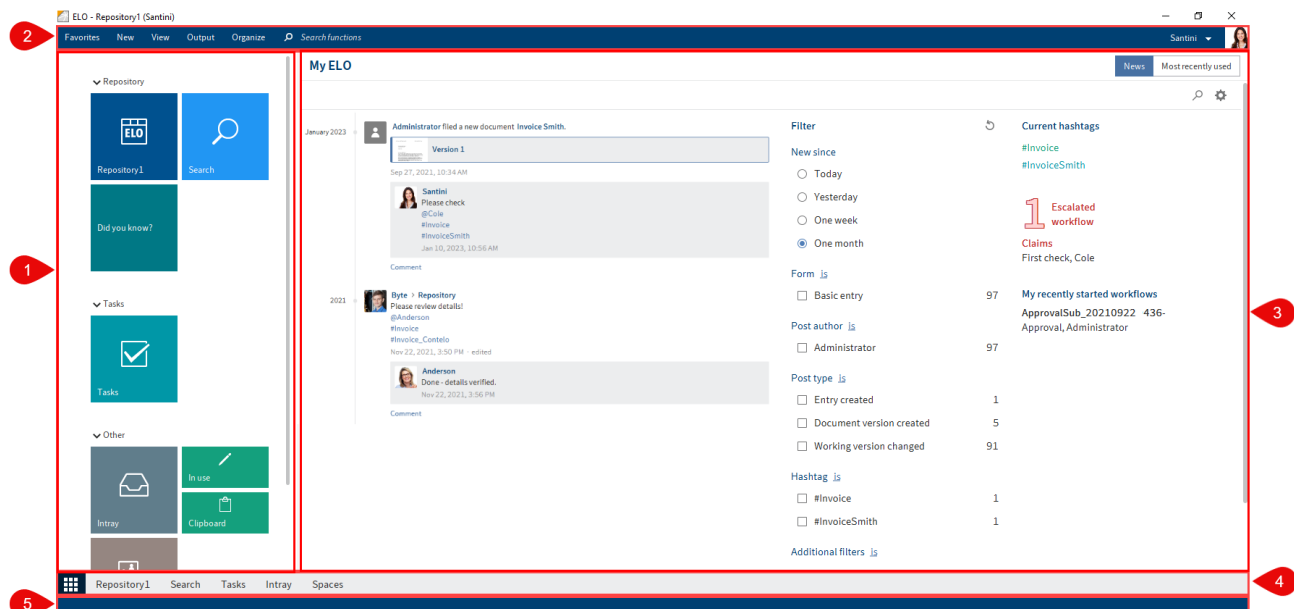 ELO - Repository1 (Santini)
2
Favorites New View Output Organize Search functions Santini
1
Repository
ELO
Repository1 Search
Did you know?
Tasks
Tasks
Other
In use
Intray Clipboard
My ELO
News Most recently used
January 2023
Administrator filed a new document Invoice Smith.
Version 1
Sep 27, 2021, 10:34 AM
Santini
Please check
@Cole
#Invoice
#InvoiceSmith
Jan 10, 2023, 10:56 AM
Comment
2021
Byte > Repository
Please review details!
@Anderson
#Invoice
#Invoice_Contelo
Nov 22, 2021, 3:50 PM · edited
Anderson
Done - details verified.
Nov 22, 2021, 3:56 PM
Comment
Filter
New since
Today
Yesterday
One week
One month
Form is
Basic entry 97
Post author is
Administrator 97
Post type is
Entry created 1
Document version created 5
Working version changed 91
Hashtag is
#Invoice 1
#InvoiceSmith 1
Additional filters is
Current hashtags
#Invoice
#InvoiceSmith
1 Escalated
workflow
Claims
First check, Cole
My recently started workflows
ApprovalSub_20210922 436-
Approval, Administrator
3
Repository1 Search Tasks Intray Spaces
4
5